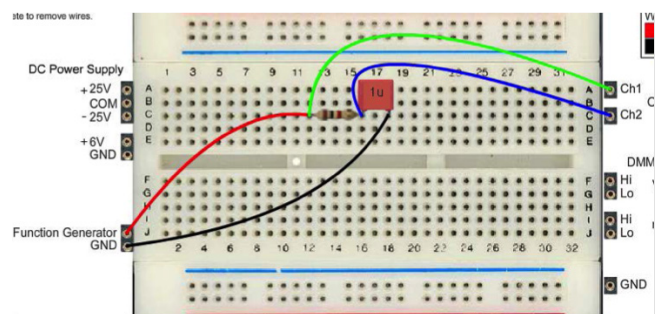 ete to remove wires.
W
DC Power Supply
1 3 5 7 9 11 13 15 17 19 21 23 25 27 29 31
+25V A A Ch1
COM B B
-25V C 1u C Ch2
D D
+6V E E
GND
DMM
F F Hi
G G Lo
H H
I I Hi
Function Generator J J Lo
GND 2 4 6 8 10 12 14 16 18 20 22 24 26 28 30 32
GND